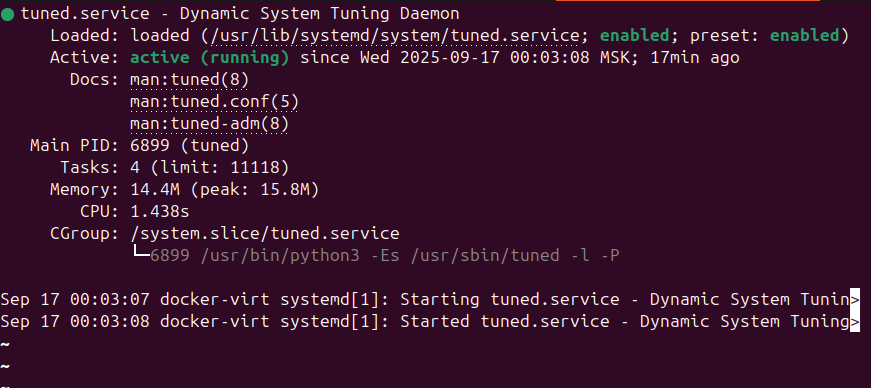 ● tuned.service - Dynamic System Tuning Daemon
Loaded: loaded (/usr/lib/systemd/system/tuned.service; enabled; preset: enabled)
Active: active (running) since Wed 2025-09-17 00:03:08 MSK; 17min ago
Docs: man:tuned(8)
man:tuned.conf(5)
man:tuned-adm(8)
Main PID: 6899 (tuned)
Tasks: 4 (limit: 11118)
Memory: 14.4M (peak: 15.8M)
CPU: 1.438s
CGroup: /system.slice/tuned.service
└─6899 /usr/bin/python3 -Es /usr/sbin/tuned -l -P
Sep 17 00:03:07 docker-virt systemd[1]: Starting tuned.service - Dynamic System Tunin>
Sep 17 00:03:08 docker-virt systemd[1]: Started tuned.service - Dynamic System Tuning>
~
~
~